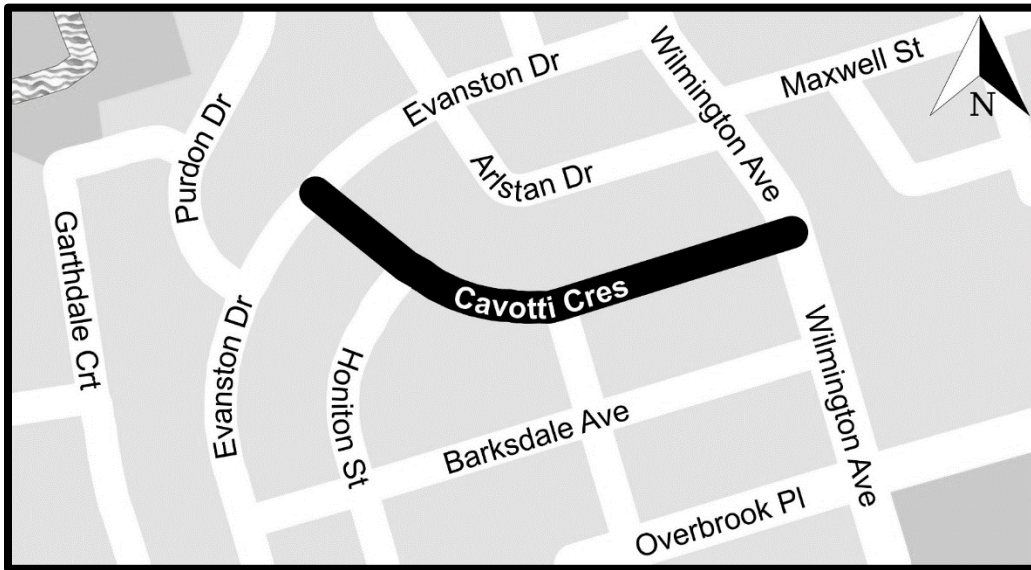 Evanston Dr
Wilmington Ave
Maxwell St
N
Purdon Dr
Arlstan Dr
Garthdale Crt
Cavotti Cres
Evanston Dr
Honiton St
Wilmington Ave
Barksdale Ave
Overbrook Pl